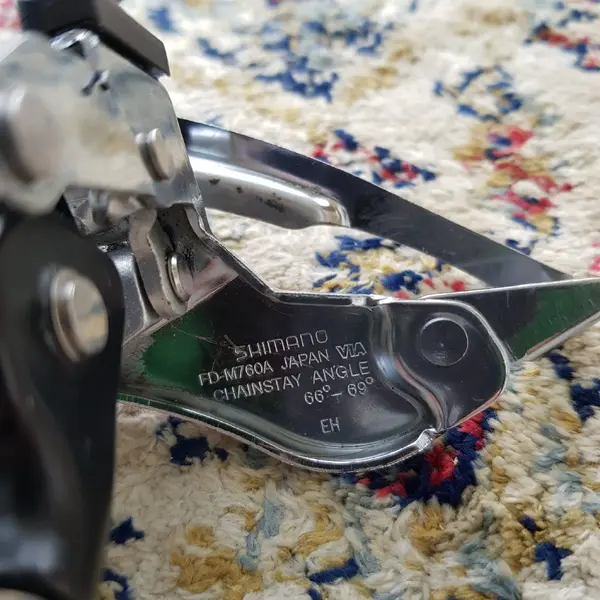 SHIMANO
FD-M760A JAPAN VIA
CHAINSTAY ANGLE
66°-69°
EH